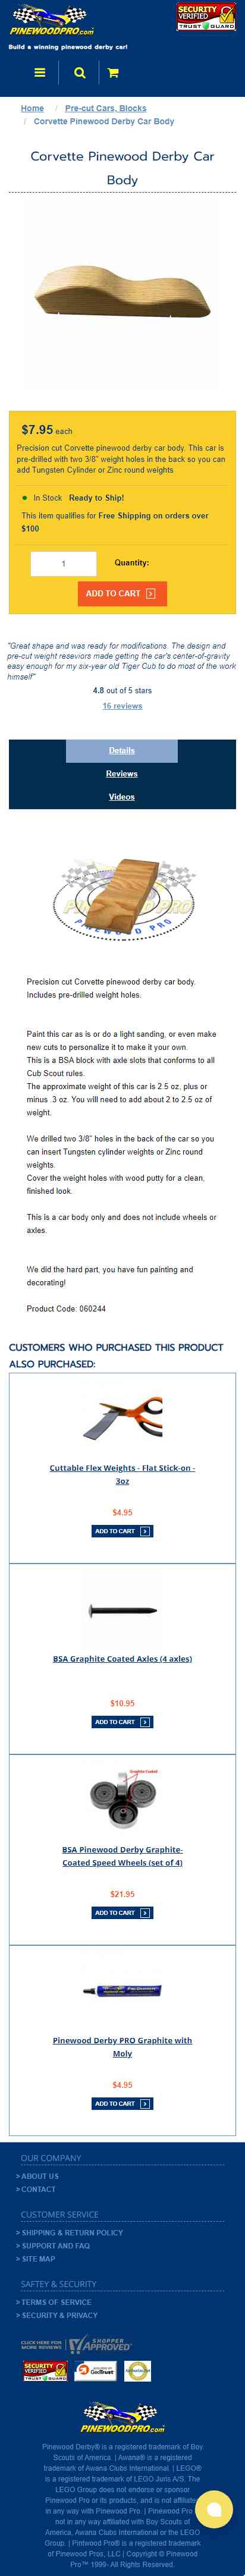 PINEWOODPRO.com
Build a winning pinewood derby car!
SECURITY
VERIFIED
TRUST GUARD
Home / Pre-cut Cars, Blocks
/ Corvette Pinewood Derby Car Body
Corvette Pinewood Derby Car
Body
$7.95 each
Precision cut Corvette pinewood derby car body. This car is
pre-drilled with two 3/8" weight holes in the back so you can
add Tungsten Cylinder or Zinc round weights
In Stock Ready to Ship!
This item qualifies for Free Shipping on orders over
$100
1
Quantity:
ADD TO CART
"Great shape and was ready for modifications. The design and
pre-cut weight reseviors made getting the car's center-of-gravity
easy enough for my six-year old Tiger Cub to do most of the work
himself"
4.8 out of 5 stars
16 reviews
Details
Reviews
Videos
PINEWOOD PRO
Precision cut Corvette pinewood derby car body.
Includes pre-drilled weight holes.
Paint this car as is or do a light sanding, or even make
new cuts to personalize it to make it your own.
This is a BSA block with axle slots that conforms to all
Cub Scout rules.
The approximate weight of this car is 2.5 oz, plus or
minus .3 oz. You will need to add about 2 to 2.5 oz of
weight.
We drilled two 3/8" holes in the back of the car so you
can insert Tungsten cylinder weights or Zinc round
weights.
Cover the weight holes with wood putty for a clean,
finished look.
This is a car body only and does not include wheels or
axles.
We did the hard part, you have fun painting and
decorating!
Product Code: 060244
CUSTOMERS WHO PURCHASED THIS PRODUCT
ALSO PURCHASED:
Cuttable Flex Weights - Flat Stick-on -
3oz
$4.95
ADD TO CART
BSA Graphite Coated Axles (4 axles)
$10.95
ADD TO CART
Graphite Coated
BSA Pinewood Derby Graphite-
Coated Speed Wheels (set of 4)
$21.95
ADD TO CART
Pinewood Derby PRO Graphite with
Moly
$4.95
ADD TO CART
OUR COMPANY
> ABOUT US
> CONTACT
CUSTOMER SERVICE
> SHIPPING & RETURN POLICY
> SUPPORT AND FAQ
> SITE MAP
SAFTEY & SECURITY
> TERMS OF SERVICE
> SECURITY & PRIVACY
CLICK HERE FOR
MORE REVIEWS
SHOPPER
APPROVED
SECURITY
VERIFIED
TRUST GUARD
GeoTrust
PINEWOODPRO.com
Pinewood Derby® is a registered trademark of Boy
Scouts of America. | Awana® is a registered
trademark of Awana Clubs International. | LEGO®
is a registered trademark of LEGO Juris A/S. The
LEGO Group does not endorse or sponsor
Pinewood Pro or its products, and is not affiliate
in any way with Pinewood Pro. | Pinewood Pro
not in any way affiliated with Boy Scouts of
America, Awana Clubs International or the LEGO
Group. | Pintwood Pro® is a registered trademark
of Pinewood Pros, LLC | Copyright © Pinewood
Pro™ 1999- All Rights Reserved.